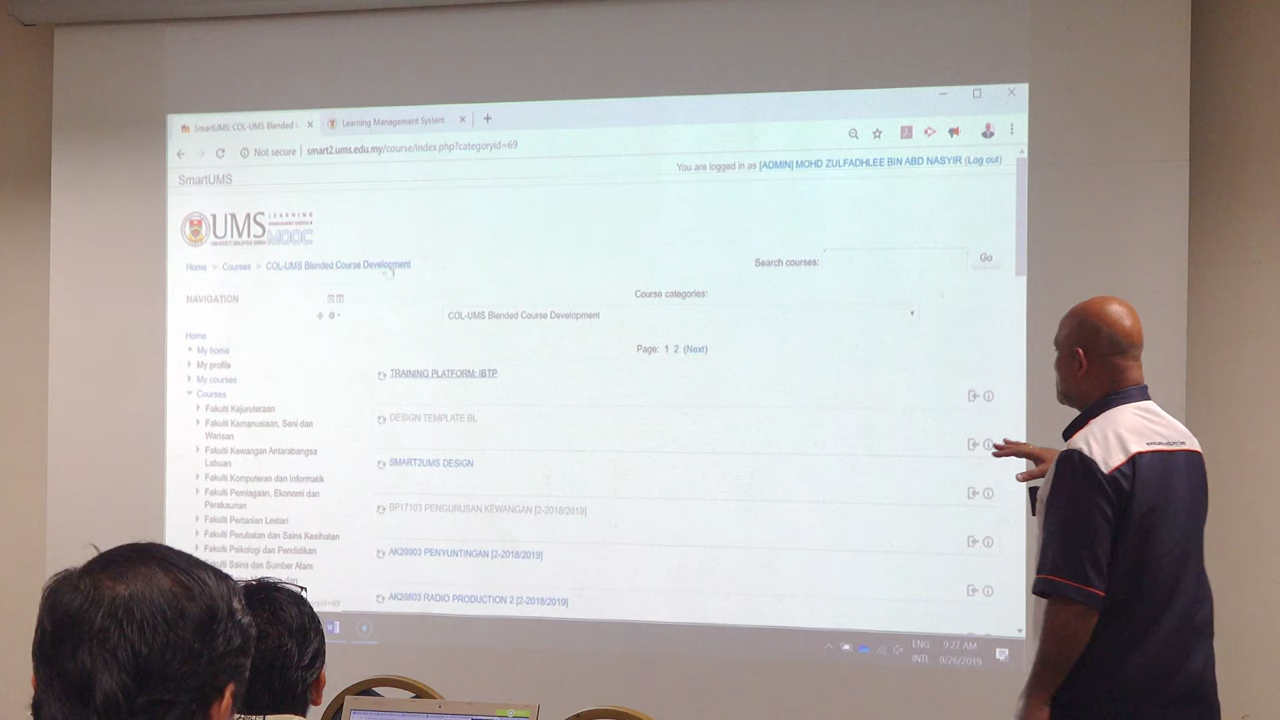 SmartUMS: COL-UMS Blended
Learning Management System
Not secure | smart2.ums.edu.my/course/index.php?categoryid=69
SmartUMS
You are logged in as [ADMIN] MOHD ZULFADHLEE BIN ABD NASYIR (Log out)
UMS LEARNING
MANAGEMENT SYSTEM &
UNIVERSITI MALAYSIA SABAH MOOC
Home > Courses > COL-UMS Blended Course Development
Search courses:
Go
NAVIGATION
Course categories:
COL-UMS Blended Course Development
Page: 1 2 (Next)
Home
My home
My profile
My courses
Courses
Fakulti Kejuruteraan
Fakulti Kemanusiaan, Seni dan
Warisan
Fakulti Kewangan Antarabangsa
Labuan
Fakulti Komputeran dan Informatik
Fakulti Perniagaan, Ekonomi dan
Perakaunan
Fakulti Pertanian Lestari
Fakulti Perubatan dan Sains Kesihatan
Fakulti Psikologi dan Pendidikan
Fakulti Sains dan Sumber Alam
dan
TRAINING PLATFORM: IBTP
DESIGN TEMPLATE BL
SMART2UMS DESIGN
BP17103 PENGURUSAN KEWANGAN [2-2018/2019]
AK20903 PENYUNTINGAN [2-2018/2019]
AK20803 RADIO PRODUCTION 2 [2-2018/2019]
ENG
INTL
9:27 AM
9/26/2019